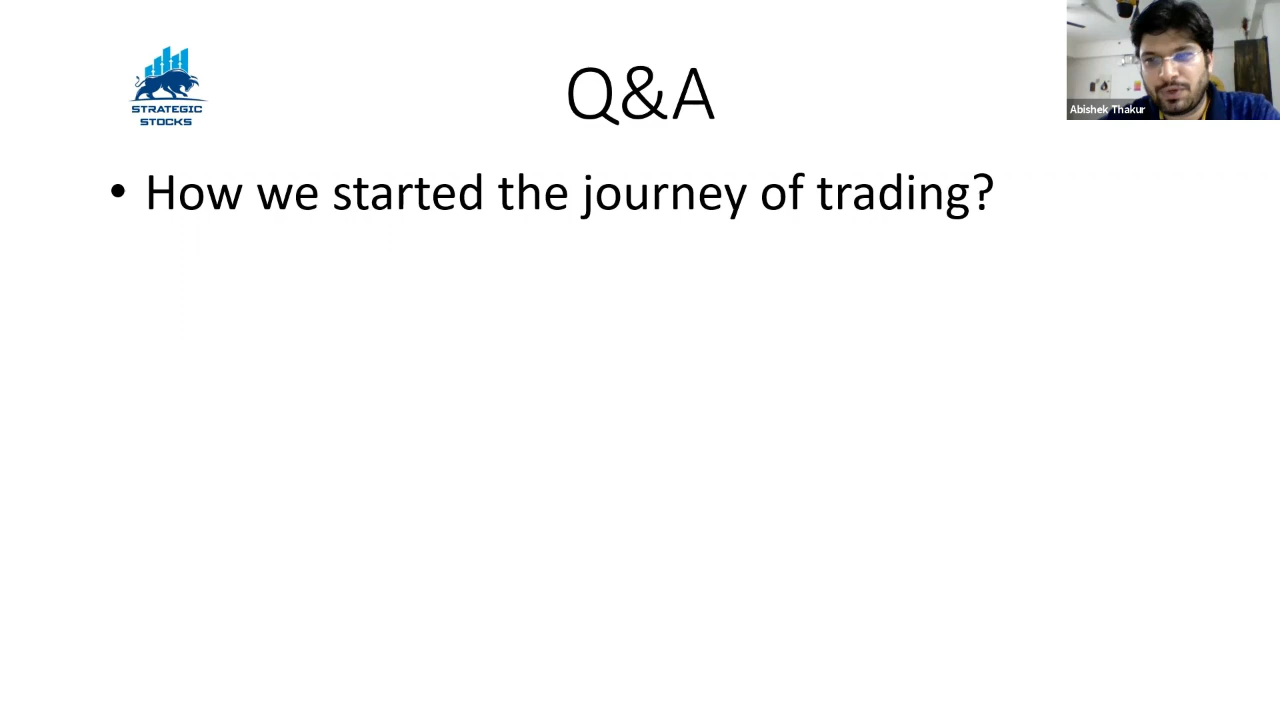 STRATEGIC
STOCKS
Q&A
Abishek Thakur
• How we started the journey of trading?